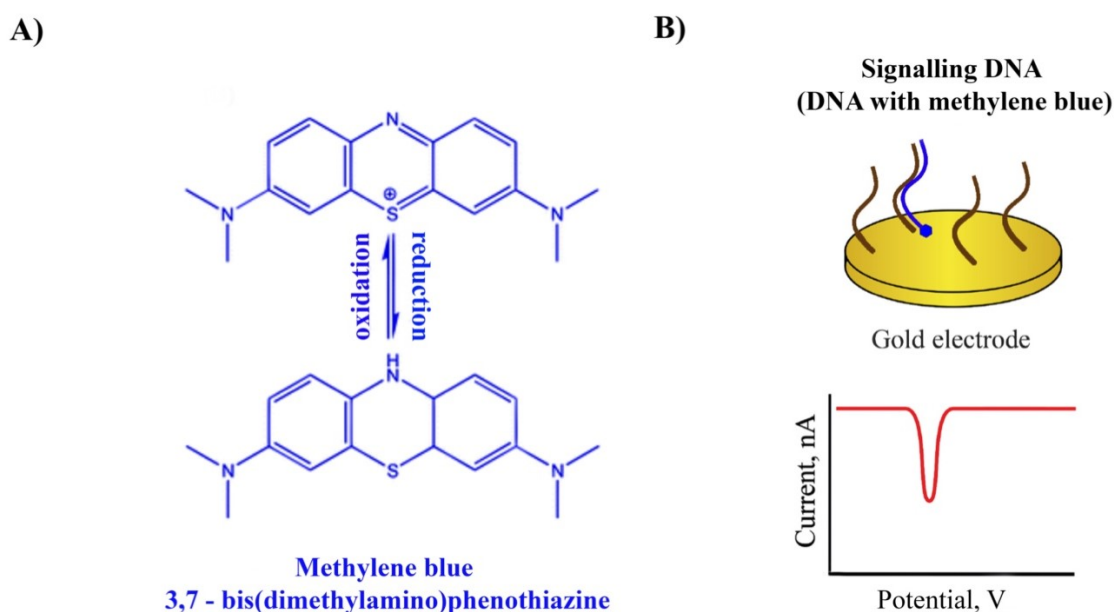 A)
N
N
S
⊕
N
oxidation
reduction
H
N
N
S
N
Methylene blue
3,7 - bis(dimethylamino)phenothiazine
B)
Signalling DNA
(DNA with methylene blue)
Gold electrode
Current, nA
Potential, V